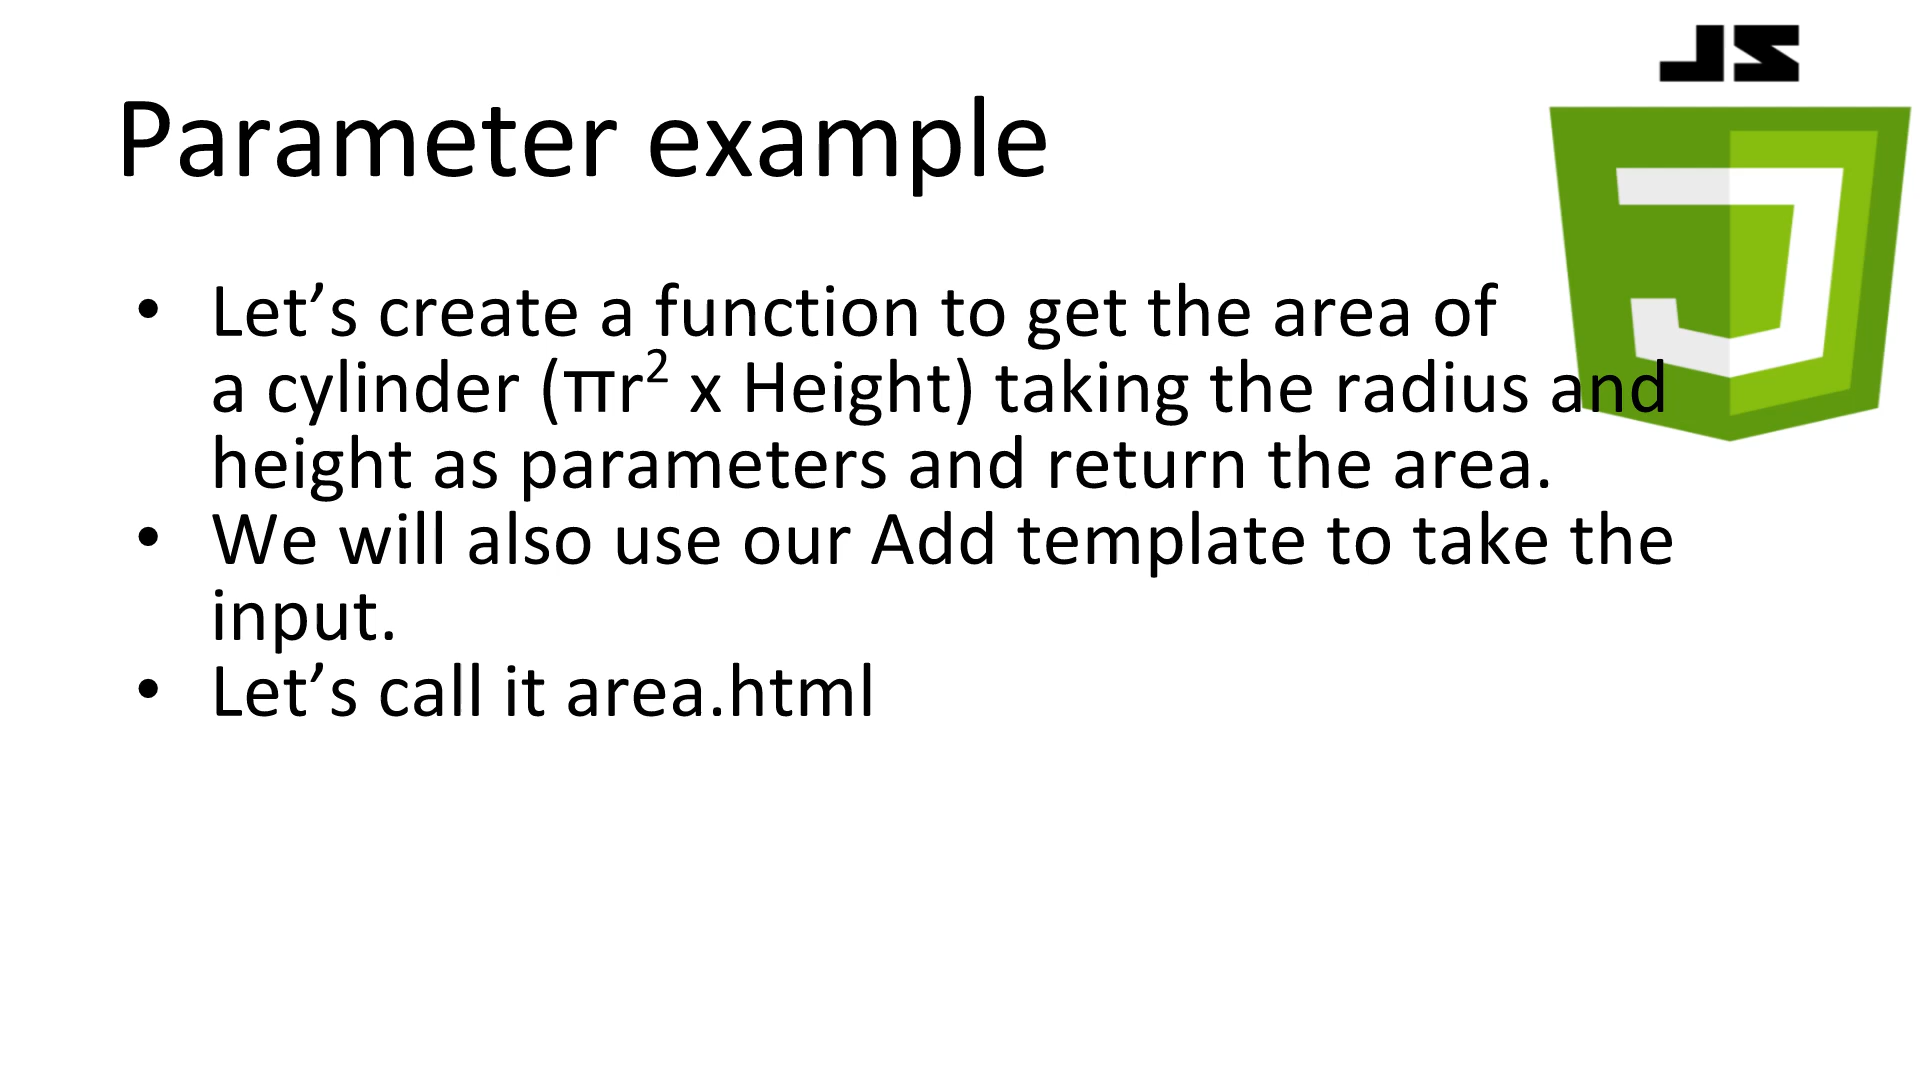 JS
Parameter example
• Let’s create a function to get the area of
a cylinder (πr² x Height) taking the radius and
height as parameters and return the area.
• We will also use our Add template to take the
input.
• Let’s call it area.html